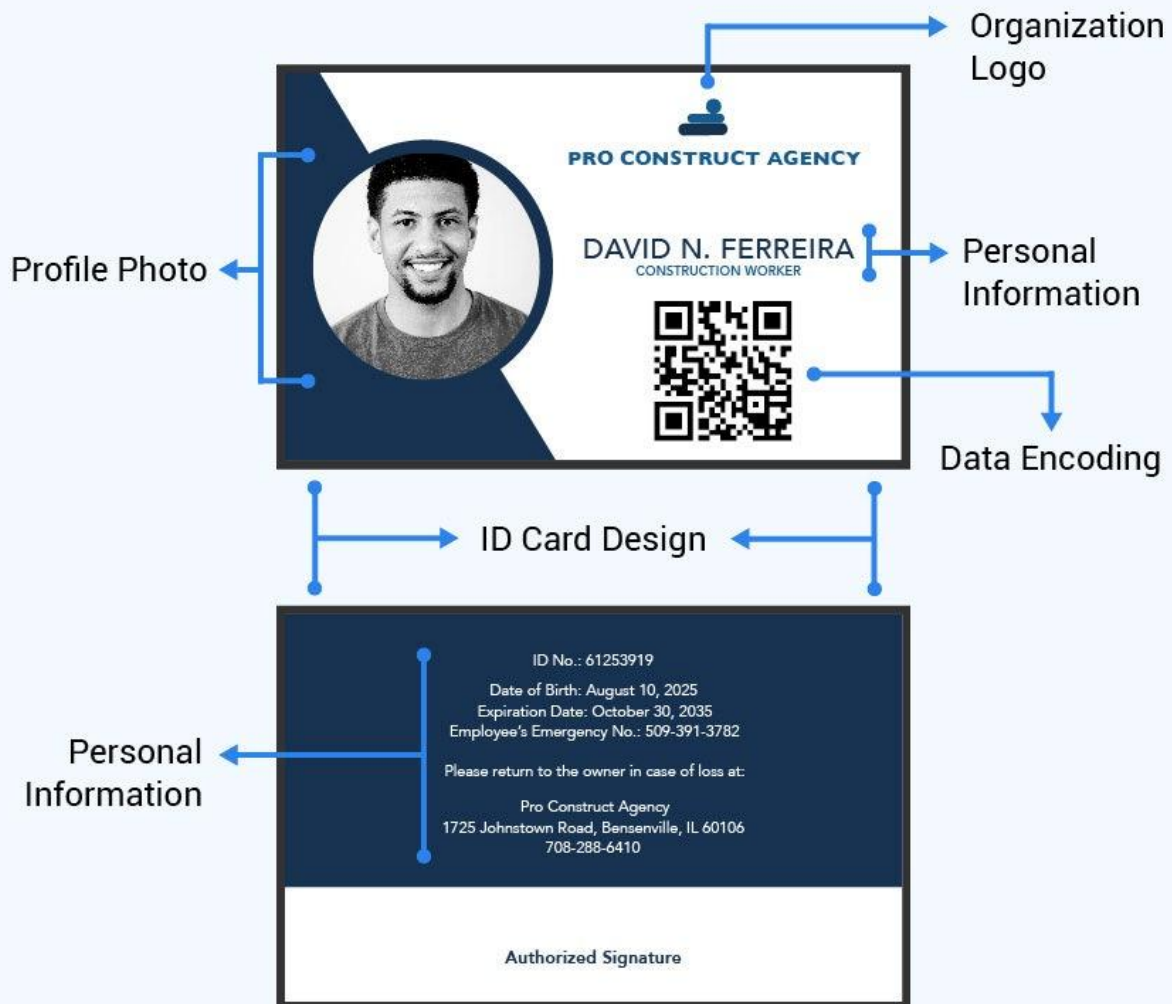 Organization
Logo
PRO CONSTRUCT AGENCY
Profile Photo
DAVID N. FERREIRA
CONSTRUCTION WORKER
Personal
Information
Data Encoding
ID Card Design
ID No.: 61253919
Date of Birth: August 10, 2025
Expiration Date: October 30, 2035
Employee's Emergency No.: 509-391-3782
Personal
Information
Please return to the owner in case of loss at:
Pro Construct Agency
1725 Johnstown Road, Bensenville, IL 60106
708-288-6410
Authorized Signature